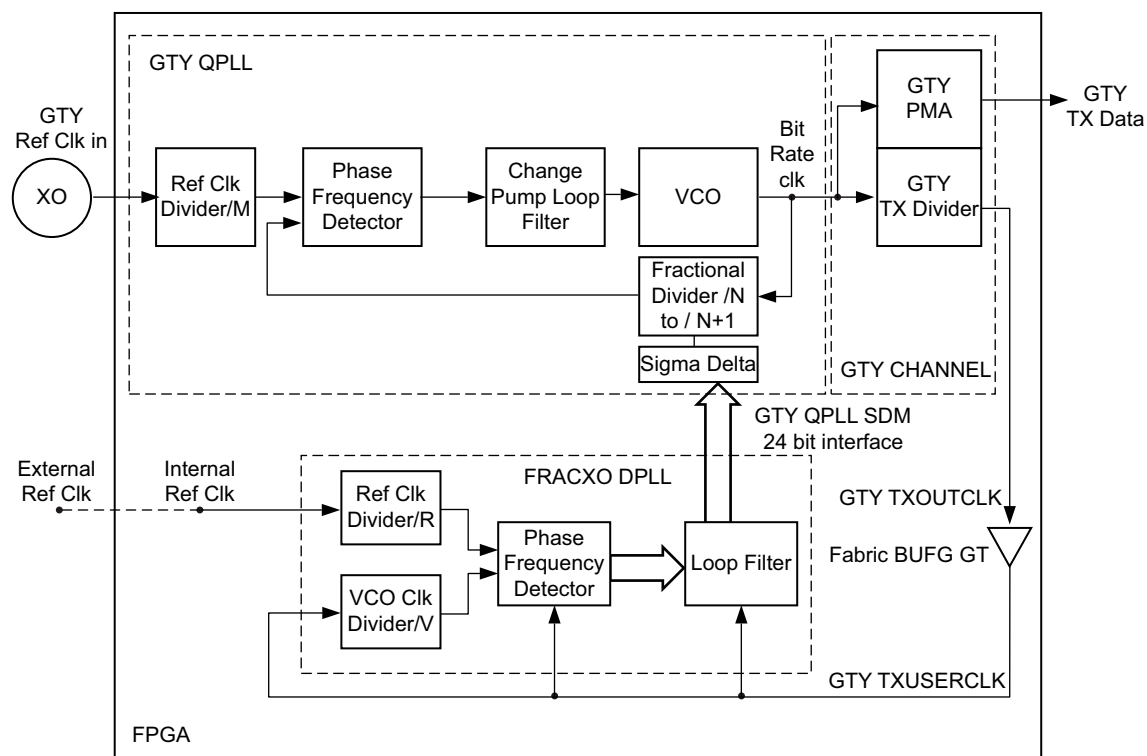 GTY QPLL
GTY
Ref Clk in
XO
Ref Clk
Divider/M
Phase
Frequency
Detector
Change
Pump Loop
Filter
VCO
Bit
Rate
clk
GTY
PMA
GTY
TX Divider
GTY
TX Data
Fractional
Divider /N
to / N+1
Sigma Delta
GTY CHANNEL
GTY QPLL SDM
24 bit interface
External
Ref Clk
Internal
Ref Clk
FRACXO DPLL
Ref Clk
Divider/R
VCO Clk
Divider/V
Phase
Frequency
Detector
Loop Filter
GTY TXOUTCLK
Fabric BUFG GT
GTY TXUSERCLK
FPGA